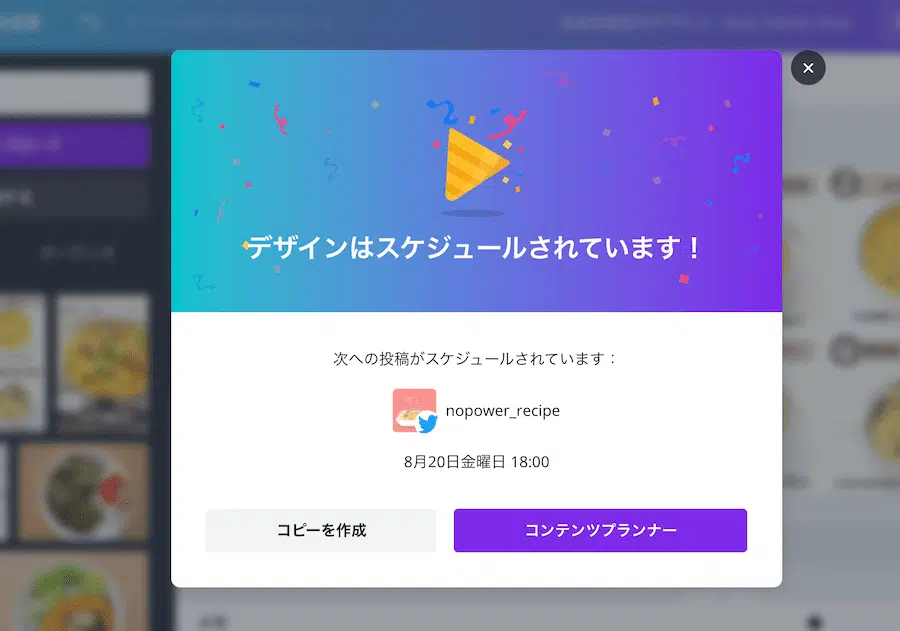 デザインはスケジュールされています！
次への投稿がスケジュールされています：
nopower_recipe
8月20日金曜日 18:00
コピーを作成
コンテンツプランナー